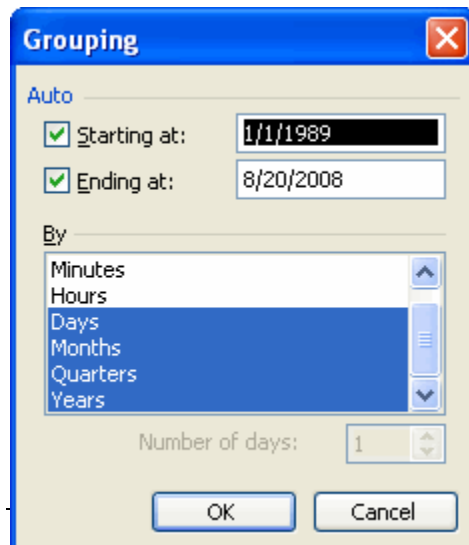 Grouping
Auto
Starting at: 1/1/1989
Ending at: 8/20/2008
By
Minutes
Hours
Days
Months
Quarters
Years
Number of days: 1
OK Cancel